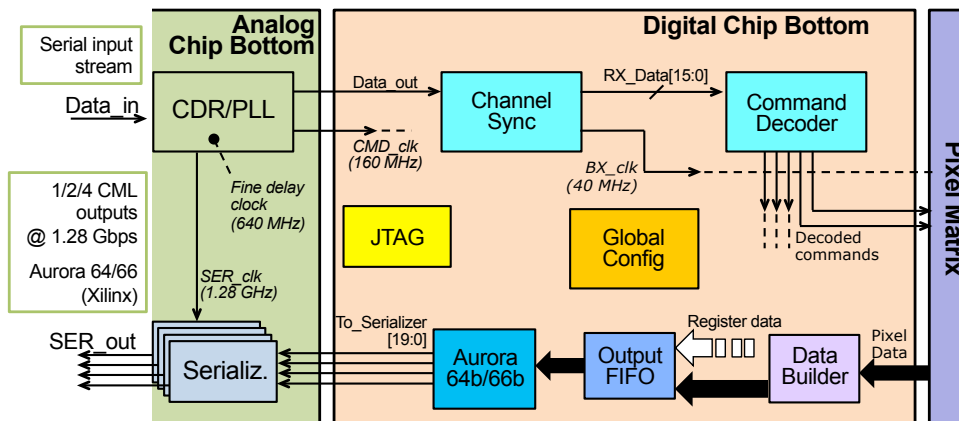 Analog
Chip Bottom
Digital Chip Bottom
Serial input
stream
Data_in
CDR/PLL
Data_out
CMD_clk
(160 MHz)
Channel
Sync
RX_Data[15:0]
BX_clk
(40 MHz)
Command
Decoder
Decoded
commands
Pixel Matrix
Fine delay
clock
(640 MHz)
1/2/4 CML
outputs
@ 1.28 Gbps
Aurora 64/66
(Xilinx)
JTAG
Global
Config
SER_clk
(1.28 GHz)
SER_out
Serializ.
To_Serializer
[19:0]
Aurora
64b/66b
Output
FIFO
Register data
Data
Builder
Pixel
Data